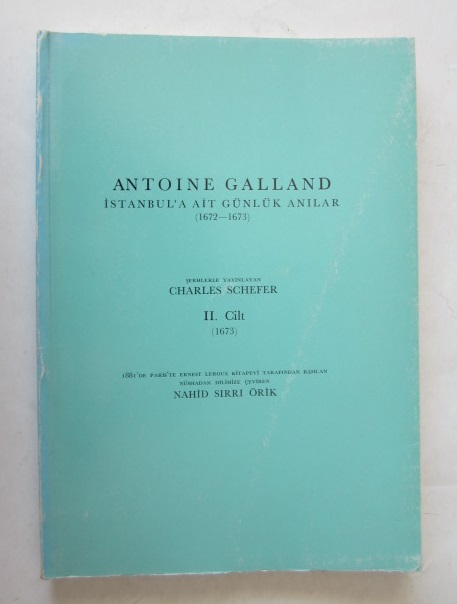 ANTOINE GALLAND
İSTANBUL'A AİT GÜNLÜK ANILAR
(1672—1673)
ŞERHLERLE YAYINLAYAN
CHARLES SCHEFER
II. Cilt
(1673)
1881'DE PARİS'TE ERNEST LEROUX KİTAPEVİ TARAFINDAN BASILAN
NÜSHADAN DİLİMİZE ÇEVİREN
NAHİD SIRRI ÖRİK